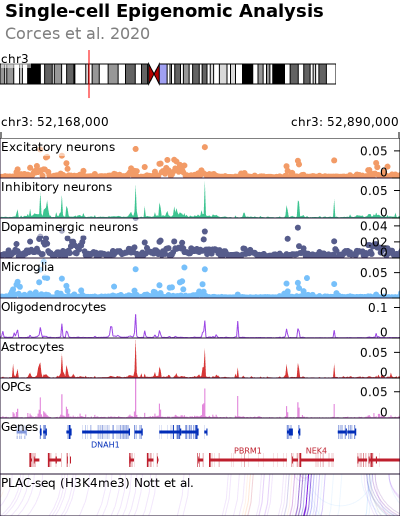 Single-cell Epigenomic Analysis
Corces et al. 2020
chr3
chr3: 52,168,000
chr3: 52,890,000
Excitatory neurons
0.05
0
Inhibitory neurons
0.05
0
Dopaminergic neurons
0.04
0.02
0
Microglia
0.05
0
Oligodendrocytes
0.1
0
Astrocytes
0.05
0
OPCs
0.05
0
Genes
DNAH1
PBRM1
NEK4
PLAC-seq (H3K4me3) Nott et al.